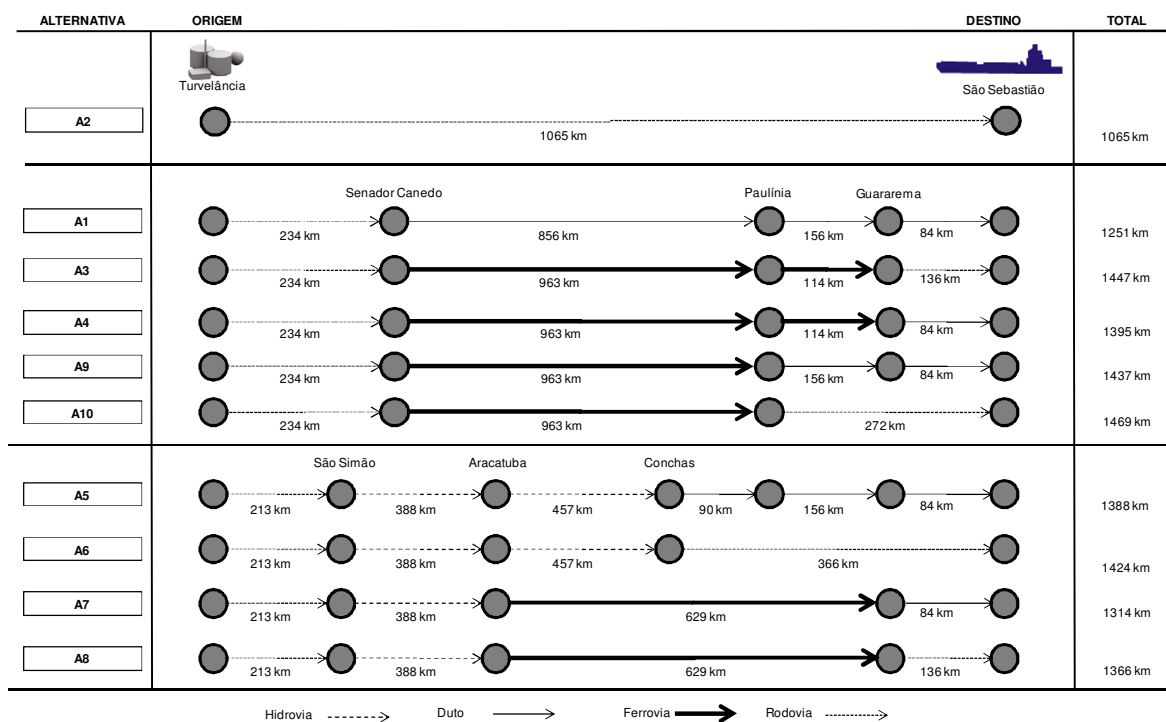 ALTERNATIVA ORIGEM DESTINO TOTAL
Turvelância São Sebastião
A2 1065 km 1065 km
Senador Canedo Paulínia Guararema
A1 234 km 856 km 156 km 84 km 1251 km
A3 234 km 963 km 114 km 136 km 1447 km
A4 234 km 963 km 114 km 84 km 1395 km
A9 234 km 963 km 156 km 84 km 1437 km
A10 234 km 963 km 272 km 1469 km
São Simão Aracatuba Conchas
A5 213 km 388 km 457 km 90 km 156 km 84 km 1388 km
A6 213 km 388 km 457 km 366 km 1424 km
A7 213 km 388 km 629 km 84 km 1314 km
A8 213 km 388 km 629 km 136 km 1366 km
Hidrovia Duto Ferrovia Rodovia